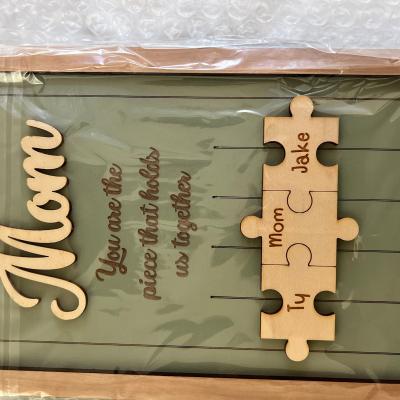 Mom
You are the
piece that holds
us together
Ty
Mom
Jake